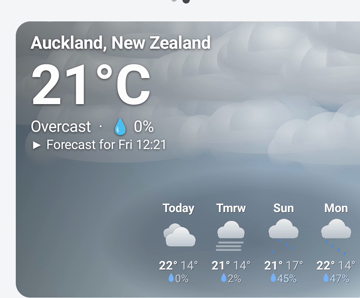 Auckland, New Zealand
21°C
Overcast · 💧 0%
► Forecast for Fri 12:21
Today Tmrw Sun Mon
22° 14° 21° 14° 21° 17° 22° 14°
💧0% 💧2% 💧45% 💧47%